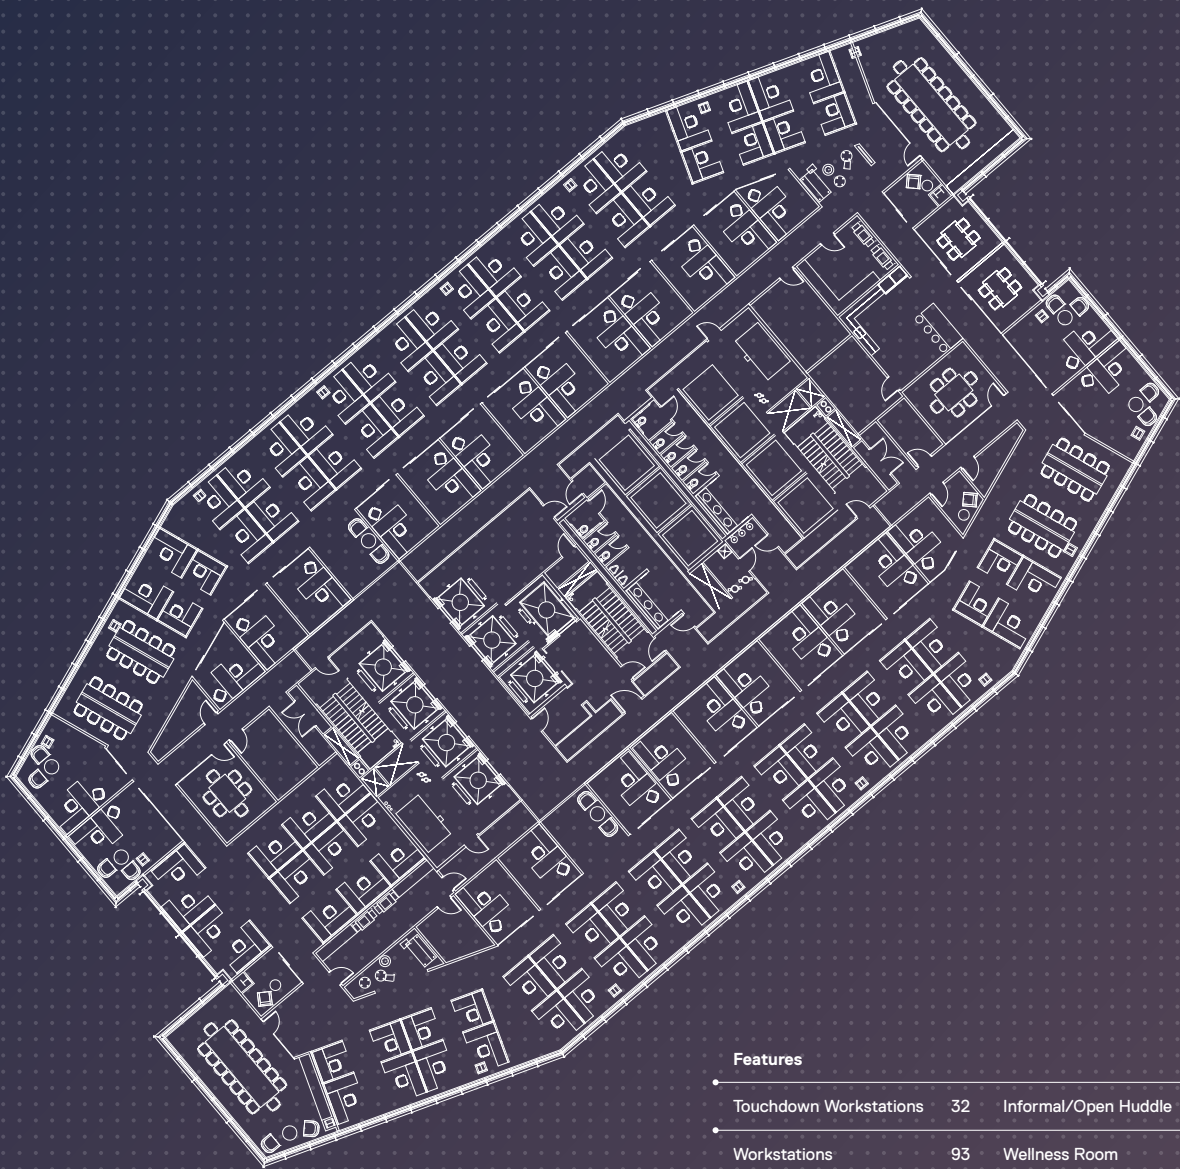 Features
Touchdown Workstations 32 Informal/Open Huddle
Workstations 93 Wellness Room